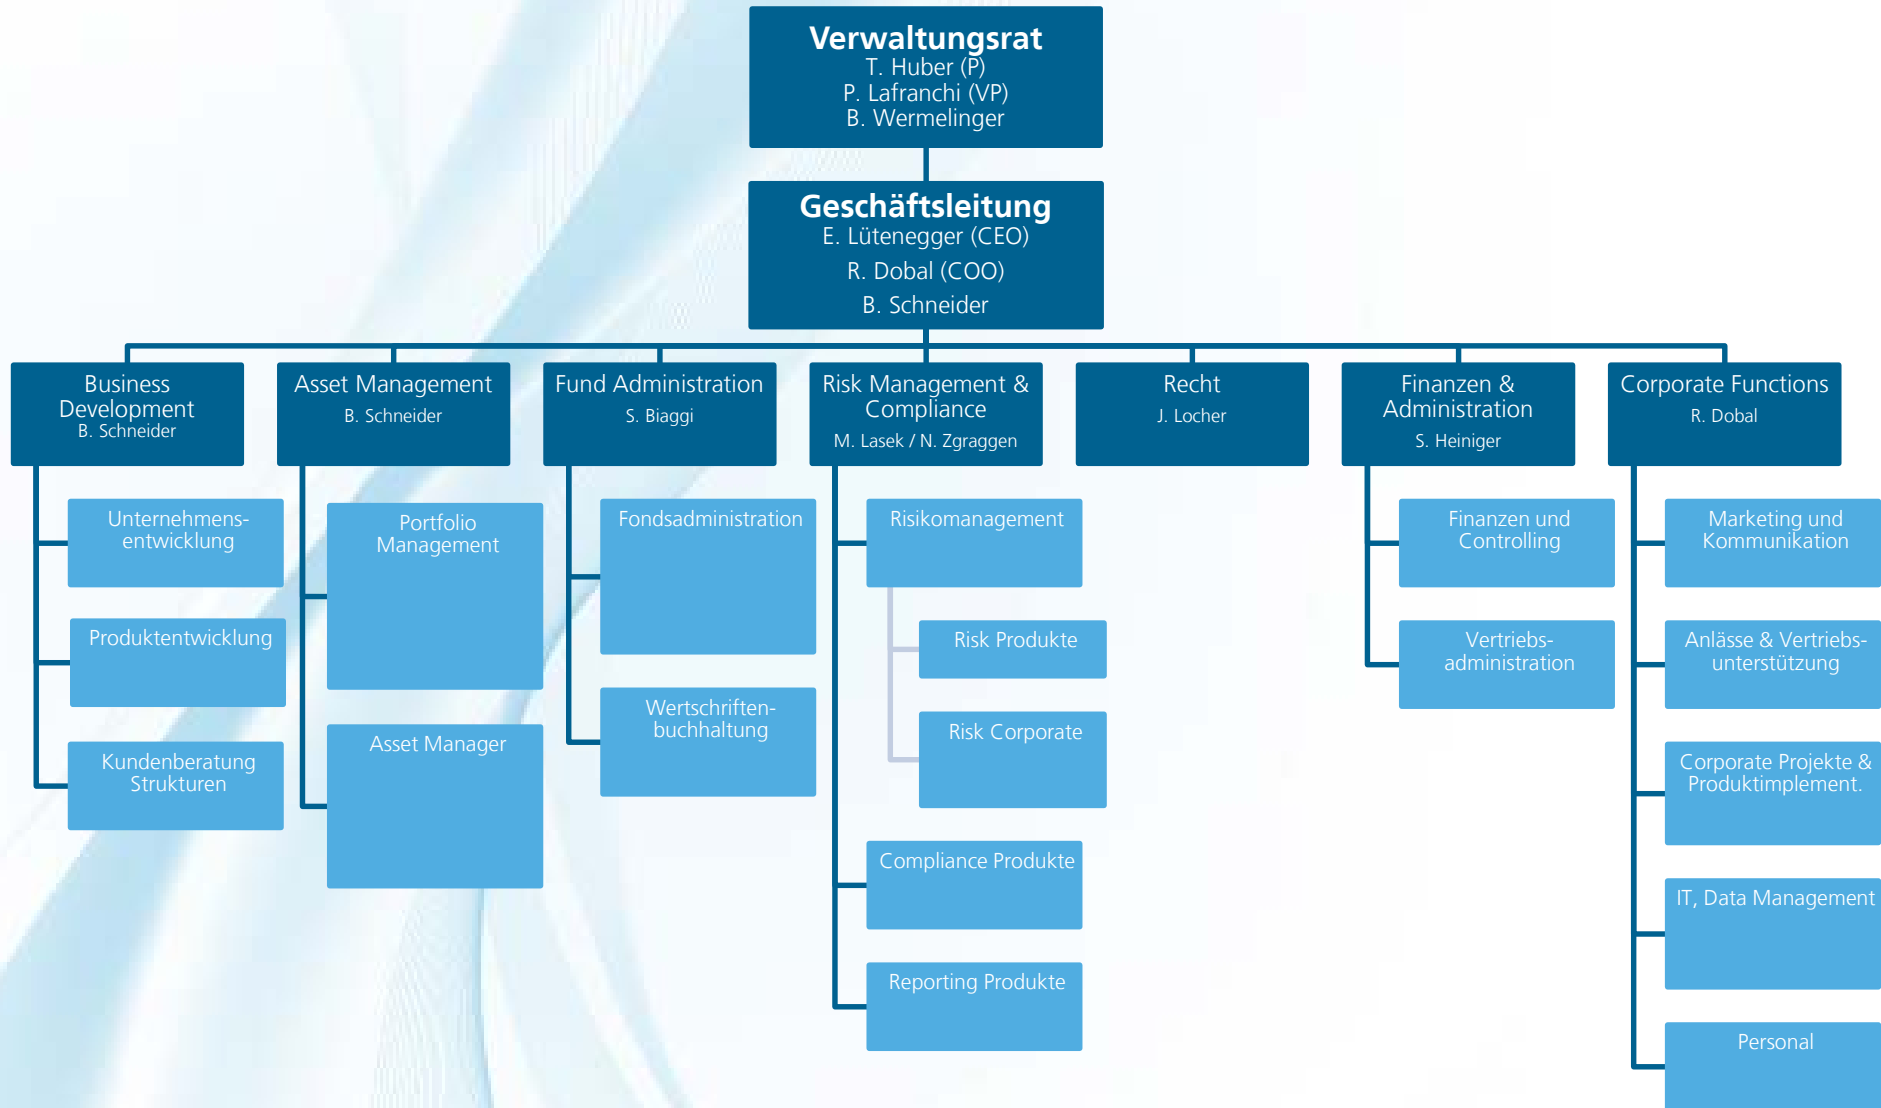 Verwaltungsrat
T. Huber (P)
P. Lafranchi (VP)
B. Wermelinger
Geschäftsleitung
E. Lütenegger (CEO)
R. Dobal (COO)
B. Schneider
Business
Development
B. Schneider
Unternehmens-
entwicklung
Produktentwicklung
Kundenberatung
Strukturen
Asset Management
B. Schneider
Portfolio
Management
Asset Manager
Fund Administration
S. Biaggi
Fondsadministration
Wertschriften-
buchhaltung
Risk Management &
Compliance
M. Lasek / N. Zgraggen
Risikomanagement
Risk Produkte
Risk Corporate
Compliance Produkte
Reporting Produkte
Recht
J. Locher
Finanzen &
Administration
S. Heiniger
Finanzen und
Controlling
Vertriebs-
administration
Corporate Functions
R. Dobal
Marketing und
Kommunikation
Anlässe & Vertriebs-
unterstützung
Corporate Projekte &
Produktimplement.
IT, Data Management
Personal